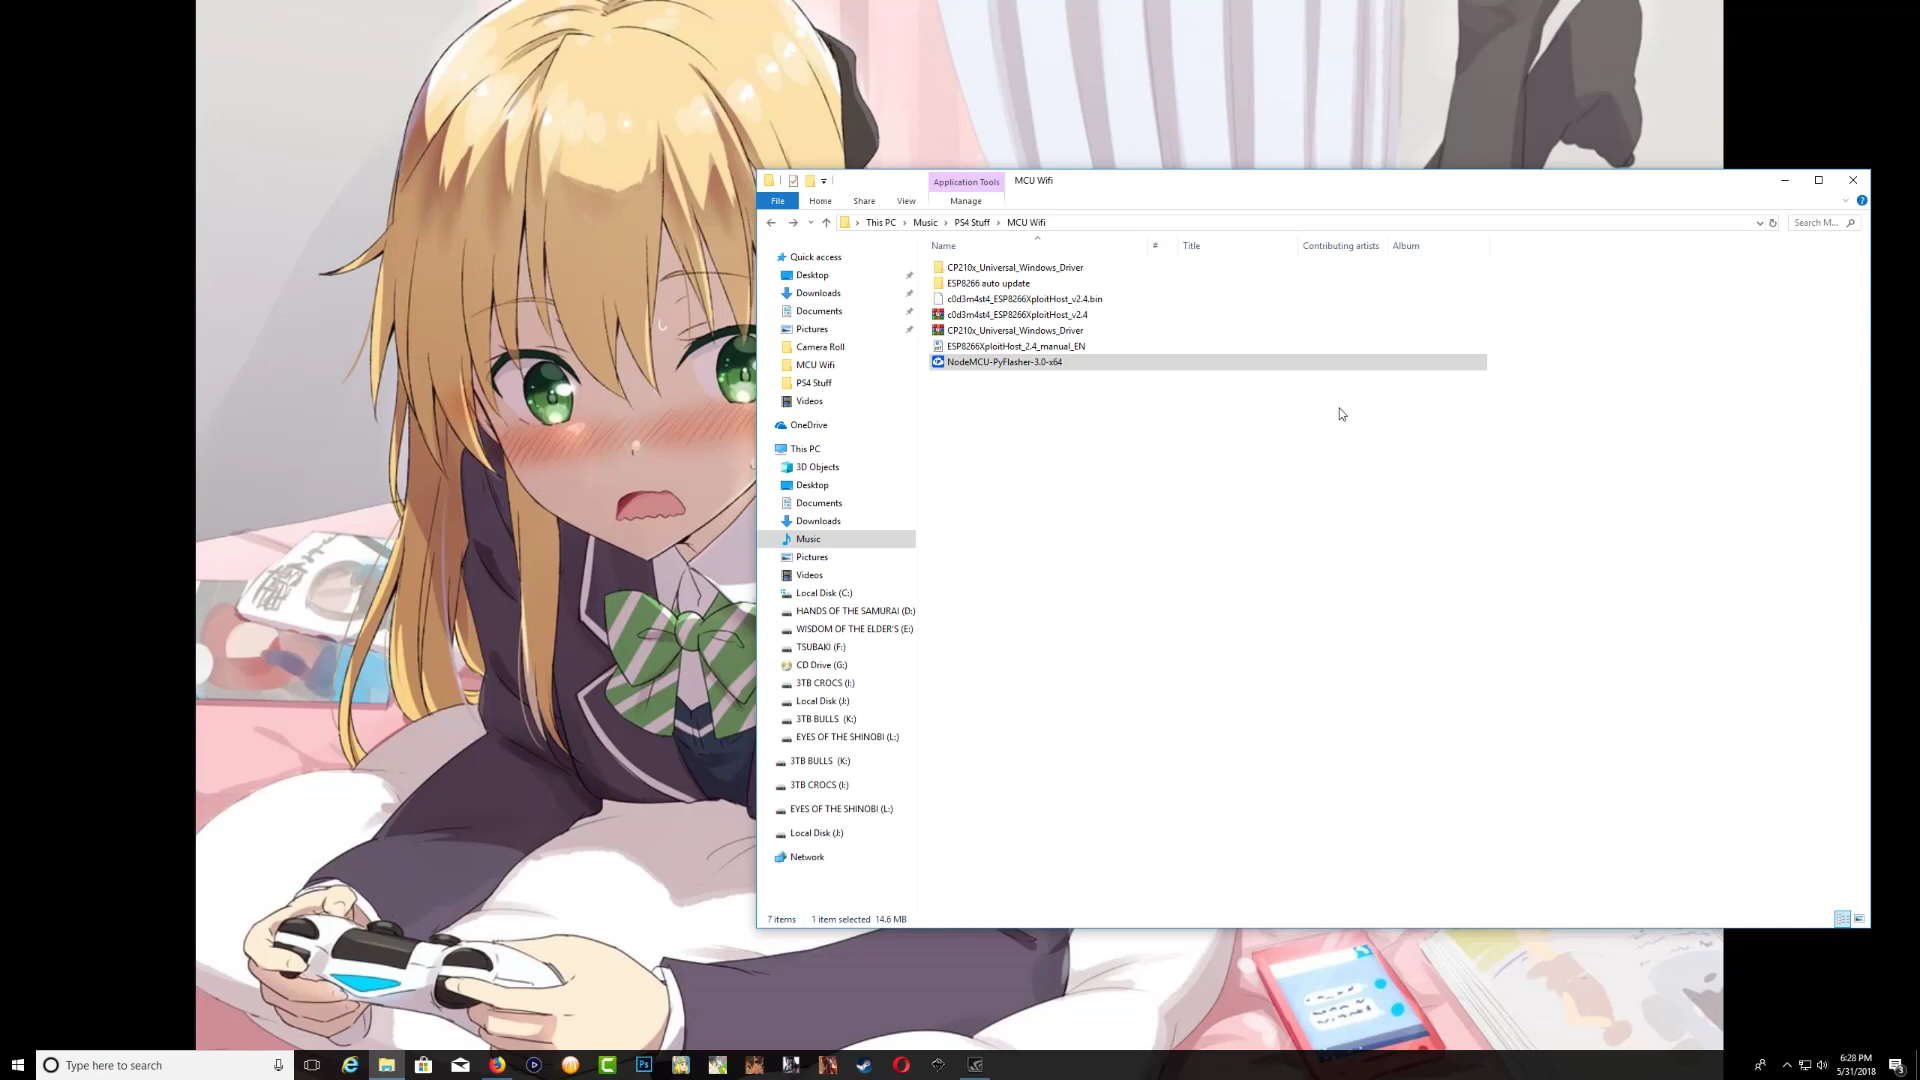 Application Tools
MCU Wifi
File
Home
Share
View
Manage
This PC
Music
PS4 Stuff
MCU Wifi
Search M...
Name
#
Title
Contributing artists
Album
CP210x_Universal_Windows_Driver
ESP8266 auto update
c0d3m4st4_ESP8266XploitHost_v2.4.bin
c0d3m4st4_ESP8266XploitHost_v2.4
CP210x_Universal_Windows_Driver
ESP8266XploitHost_2.4_manual_EN
NodeMCU-PyFlasher-3.0-x64
Quick access
Desktop
Downloads
Documents
Pictures
Camera Roll
MCU Wifi
PS4 Stuff
Videos
OneDrive
This PC
3D Objects
Desktop
Documents
Downloads
Music
Pictures
Videos
Local Disk (C:)
HANDS OF THE SAMURAI (D:)
WISDOM OF THE ELDER'S (E:)
TSUBAKI (F:)
CD Drive (G:)
3TB CROCS (I:)
Local Disk (J:)
3TB BULLS (K:)
EYES OF THE SHINOBI (L:)
3TB BULLS (K:)
3TB CROCS (I:)
EYES OF THE SHINOBI (L:)
Local Disk (J:)
Network
7 items
1 item selected 14.6 MB
Type here to search
6:28 PM
5/31/2018